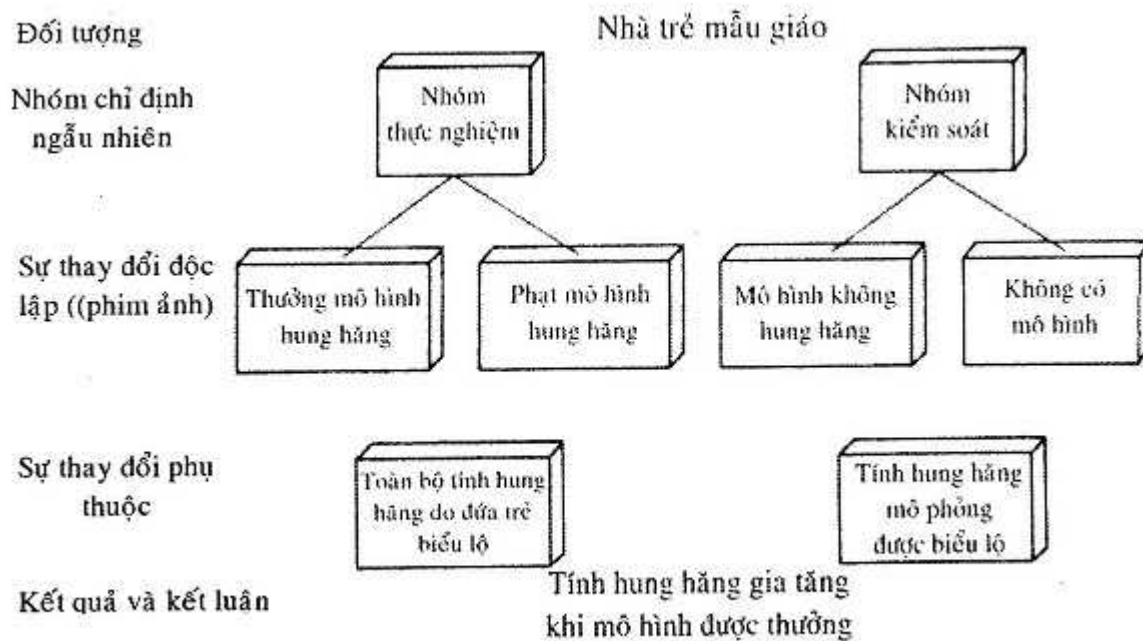 Đối tượng
Nhà trẻ mẫu giáo
Nhóm chỉ định
ngẫu nhiên
Nhóm
thực nghiệm
Nhóm
kiểm soát
Sự thay đổi độc
lập ((phim ảnh)
Thưởng mô hình
hung hăng
Phạt mô hình
hung hăng
Mô hình không
hung hăng
Không có
mô hình
Sự thay đổi phụ
thuộc
Toàn bộ tính hung
hăng do đứa trẻ
biểu lộ
Tính hung hăng
mô phỏng
được biểu lộ
Kết quả và kết luân
Tính hung hăng gia tăng
khi mô hình được thưởng